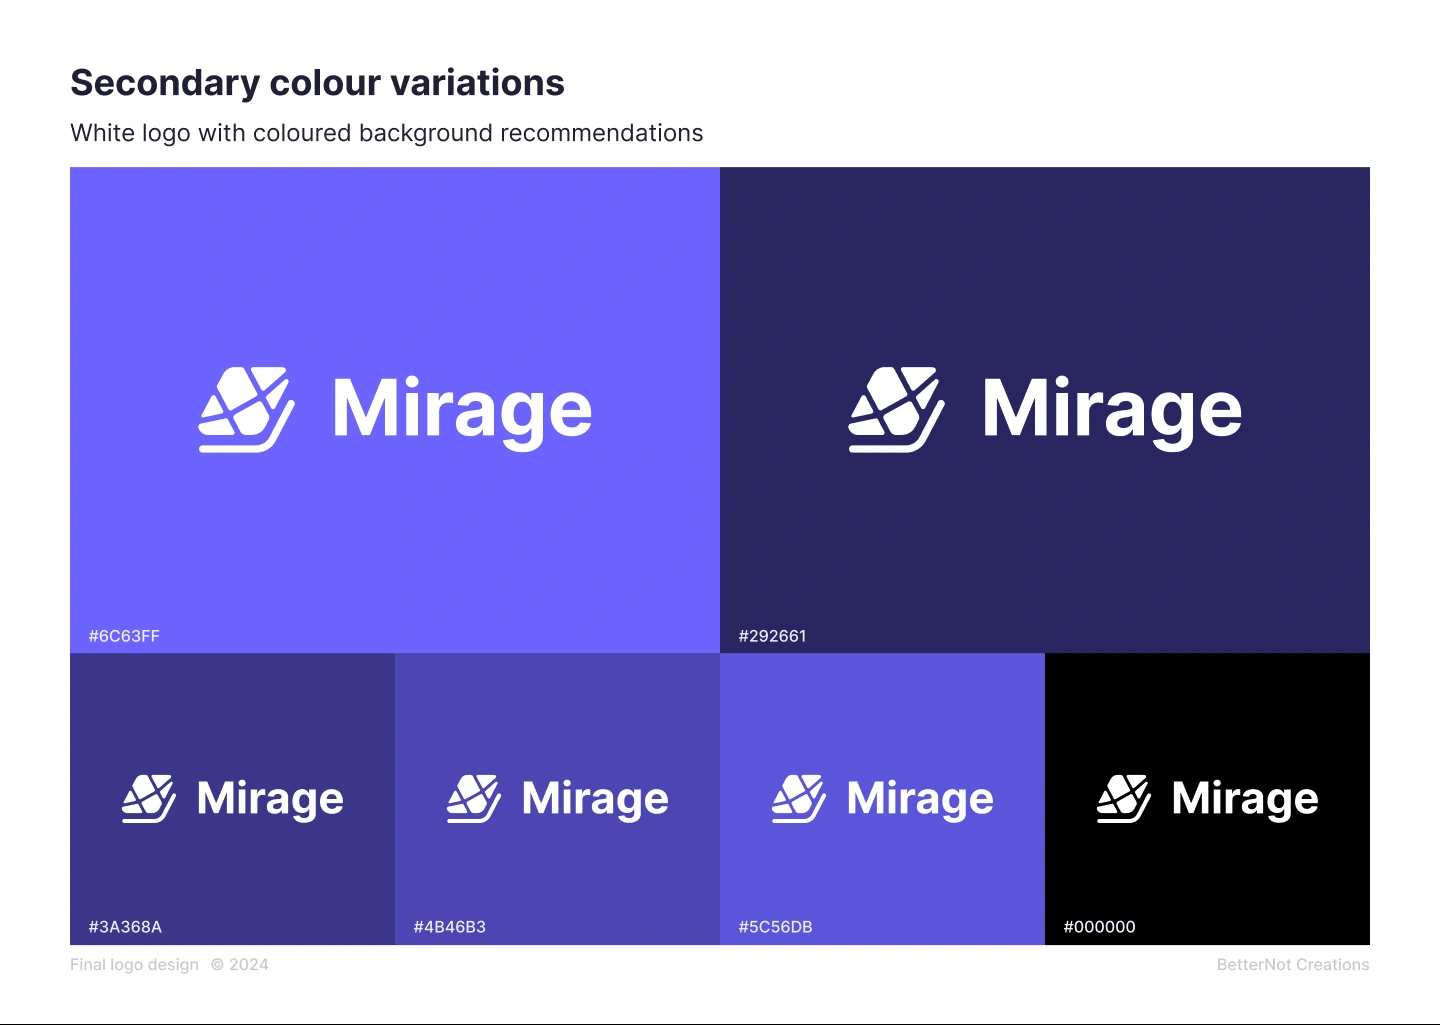 Secondary colour variations
White logo with coloured background recommendations
Mirage
Mirage
#6C63FF
#292661
Mirage
Mirage
Mirage
Mirage
#3A368A
#4B46B3
#5C56DB
#000000
Final logo design © 2024
BetterNot Creations